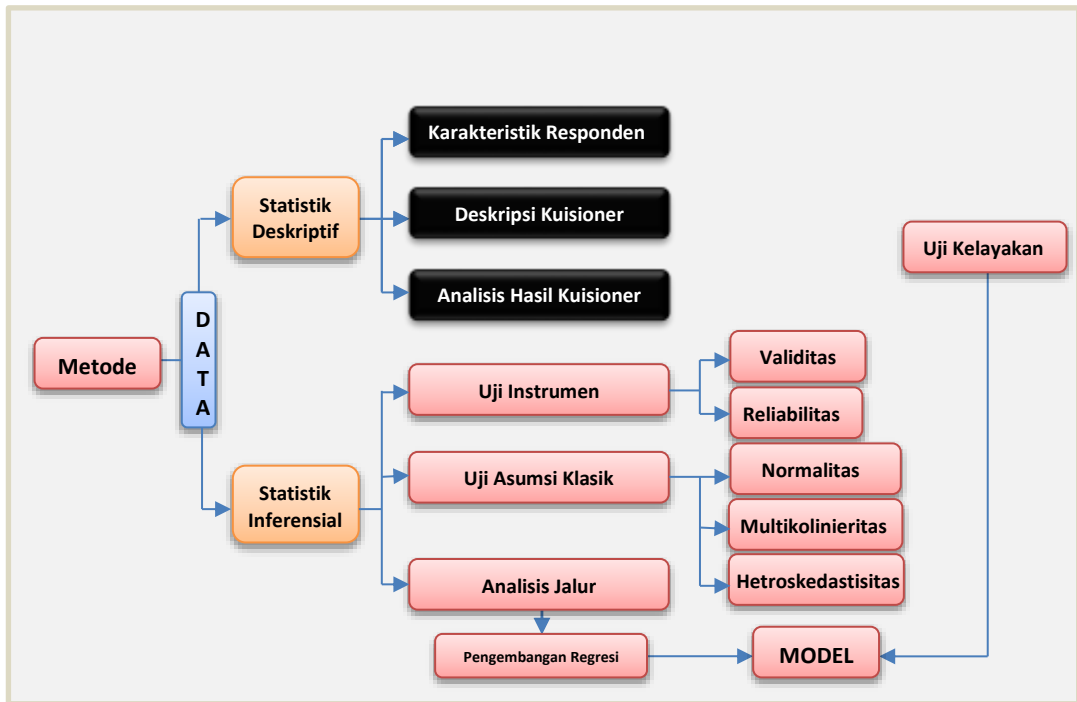 Karakteristik Responden
Statistik
Deskriptif
Deskripsi Kuisioner
Uji Kelayakan
Analisis Hasil Kuisioner
Metode
D
A
T
A
Validitas
Uji Instrumen
Reliabilitas
Uji Asumsi Klasik
Normalitas
Statistik
Inferensial
Multikolinieritas
Analisis Jalur
Hetroskedastisitas
Pengembangan Regresi
MODEL